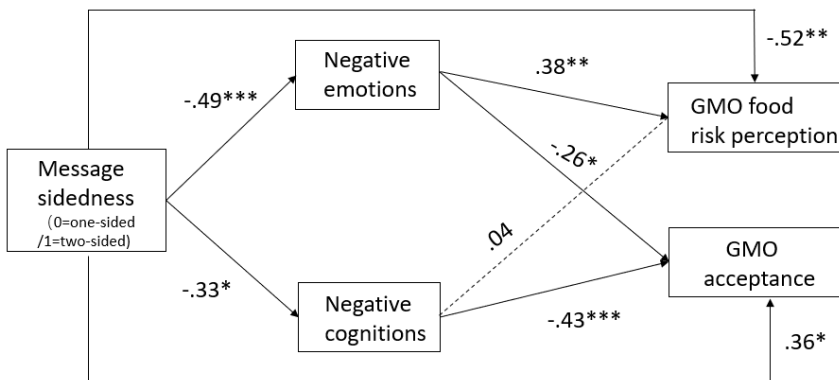 Negative
emotions
-.52**
.38**
-.49***
GMO food
risk perception
Message
sidedness
（0=one-sided
/1=two-sided)
-.26*
.04
GMO
acceptance
-.33*
Negative
cognitions
-.43***
.36*